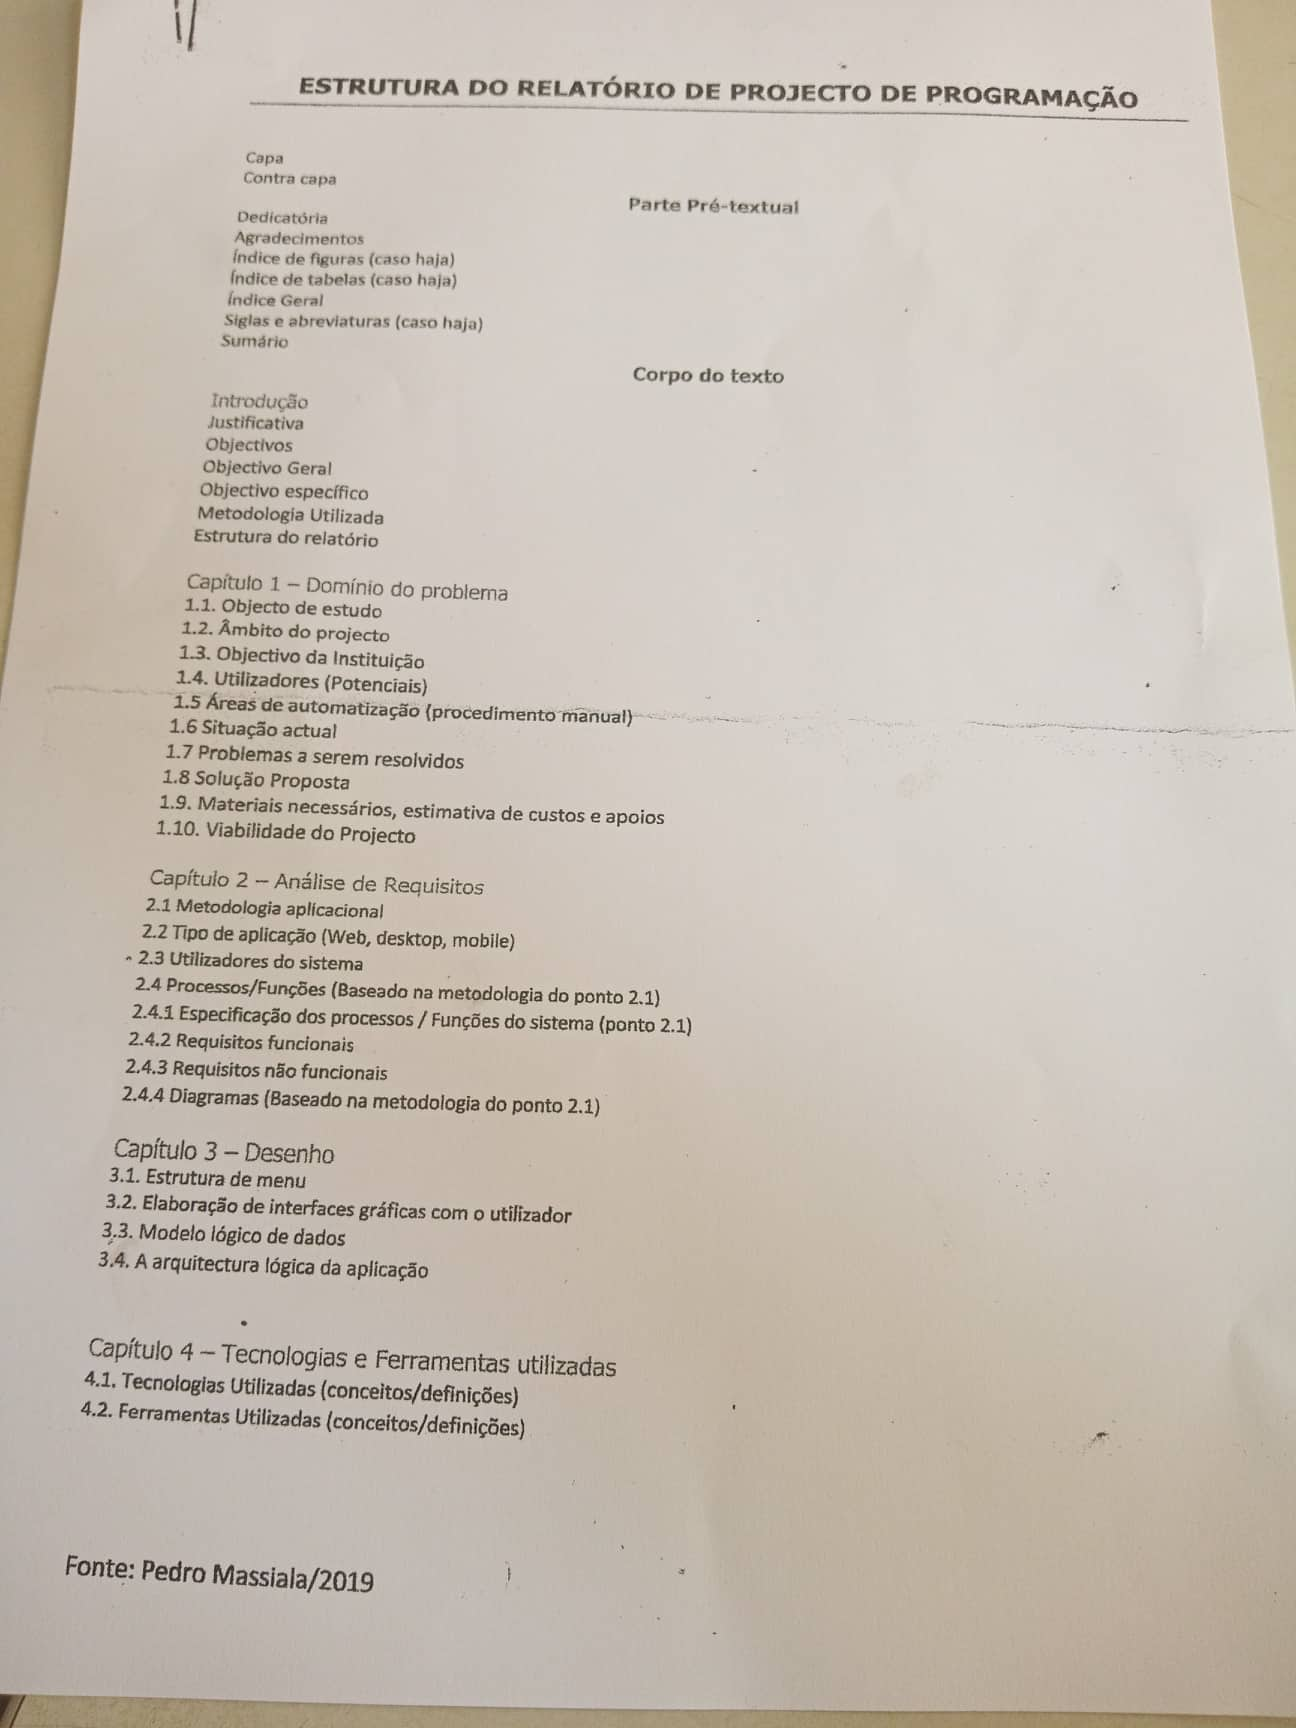 ESTRUTURA DO RELATÓRIO DE PROJECTO DE PROGRAMAÇÃO
Capa
Contra capa
Parte Pré-textual
Dedicatória
Agradecimentos
Índice de figuras (caso haja)
Índice de tabelas (caso haja)
Índice Geral
Siglas e abreviaturas (caso haja)
Sumário
Corpo do texto
Introdução
Justificativa
Objectivos
Objectivo Geral
Objectivo específico
Metodologia Utilizada
Estrutura do relatório
Capítulo 1 – Domínio do problema
1.1. Objecto de estudo
1.2. Âmbito do projecto
1.3. Objectivo da Instituição
1.4. Utilizadores (Potenciais)
1.5 Áreas de automatização (procedimento manual)
1.6 Situação actual
1.7 Problemas a serem resolvidos
1.8 Solução Proposta
1.9. Materiais necessários, estimativa de custos e apoios
1.10. Viabilidade do Projecto
Capítulo 2 – Análise de Requisitos
2.1 Metodologia aplicacional
2.2 Tipo de aplicação (Web, desktop, mobile)
2.3 Utilizadores do sistema
2.4 Processos/Funções (Baseado na metodologia do ponto 2.1)
2.4.1 Especificação dos processos / Funções do sistema (ponto 2.1)
2.4.2 Requisitos funcionais
2.4.3 Requisitos não funcionais
2.4.4 Diagramas (Baseado na metodologia do ponto 2.1)
Capítulo 3 – Desenho
3.1. Estrutura de menu
3.2. Elaboração de interfaces gráficas com o utilizador
3.3. Modelo lógico de dados
3.4. A arquitectura lógica da aplicação
Capítulo 4 – Tecnologias e Ferramentas utilizadas
4.1. Tecnologias Utilizadas (conceitos/definições)
4.2. Ferramentas Utilizadas (conceitos/definições)
Fonte: Pedro Massiala/2019